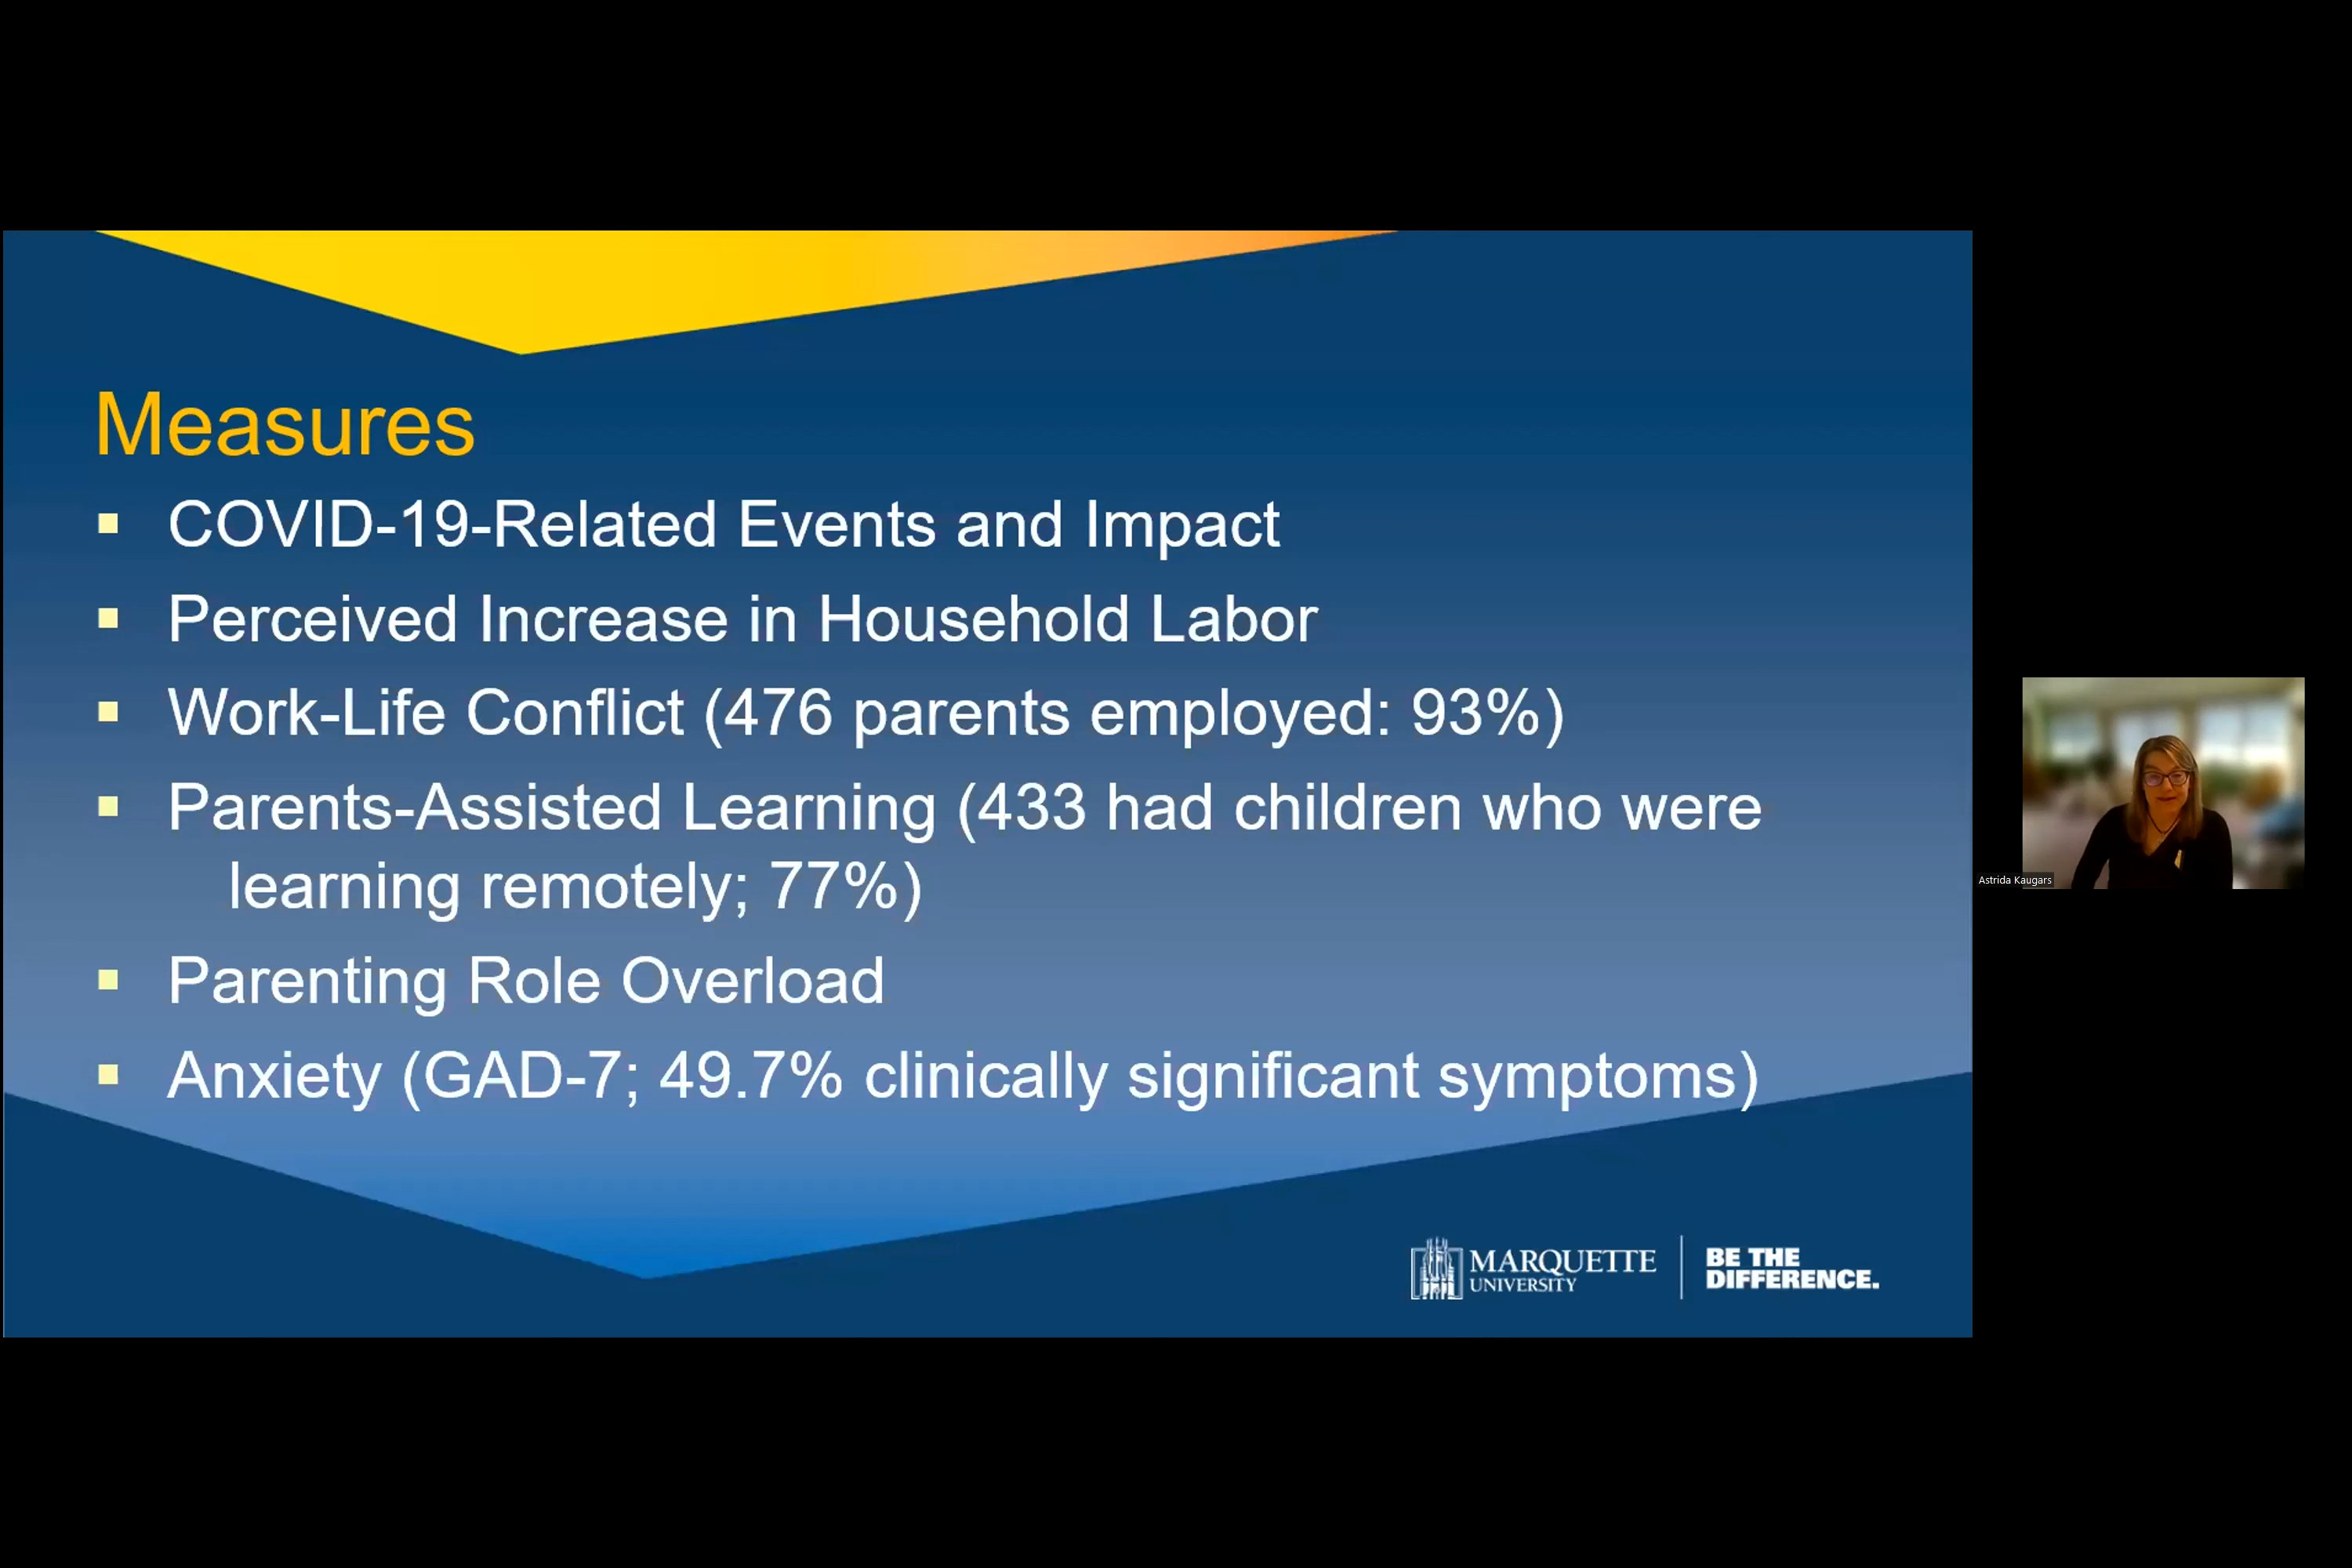 Measures
COVID-19-Related Events and Impact
Perceived Increase in Household Labor
Work-Life Conflict (476 parents employed: 93%)
Parents-Assisted Learning (433 had children who were
learning remotely; 77%)
Parenting Role Overload
Anxiety (GAD-7; 49.7% clinically significant symptoms)
MARQUETTE
UNIVERSITY
BE THE
DIFFERENCE.
Astrida Kaugars